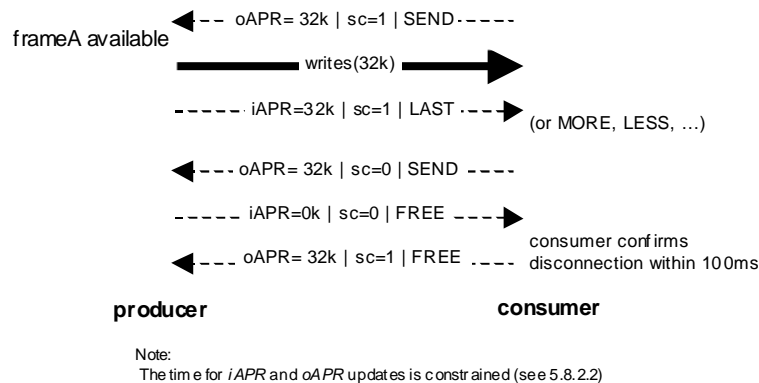 oAPR= 32k | sc=1 | SEND
frameA available
writes(32k)
iAPR=32k | sc=1 | LAST
(or MORE, LESS, …)
oAPR= 32k | sc=0 | SEND
iAPR=0k | sc=0 | FREE
consumer confirms
oAPR= 32k | sc=1 | FREE
disconnection within 100ms
producer
consumer
Note:
The time for iAPR and oAPR updates is constrained (see 5.8.2.2)